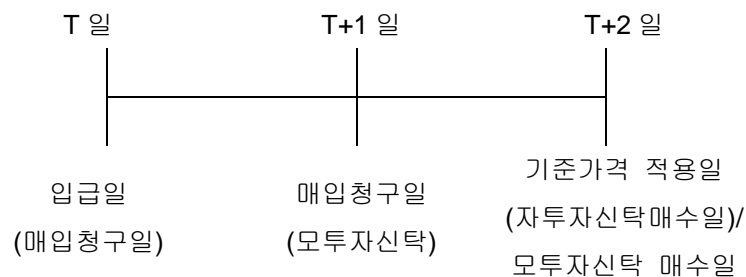 T 일 T+1 일 T+2 일
입급일
(매입청구일)
매입청구일
(모투자신탁)
기준가격 적용일
(자투자신탁매수일)/
모투자신탁 매수일